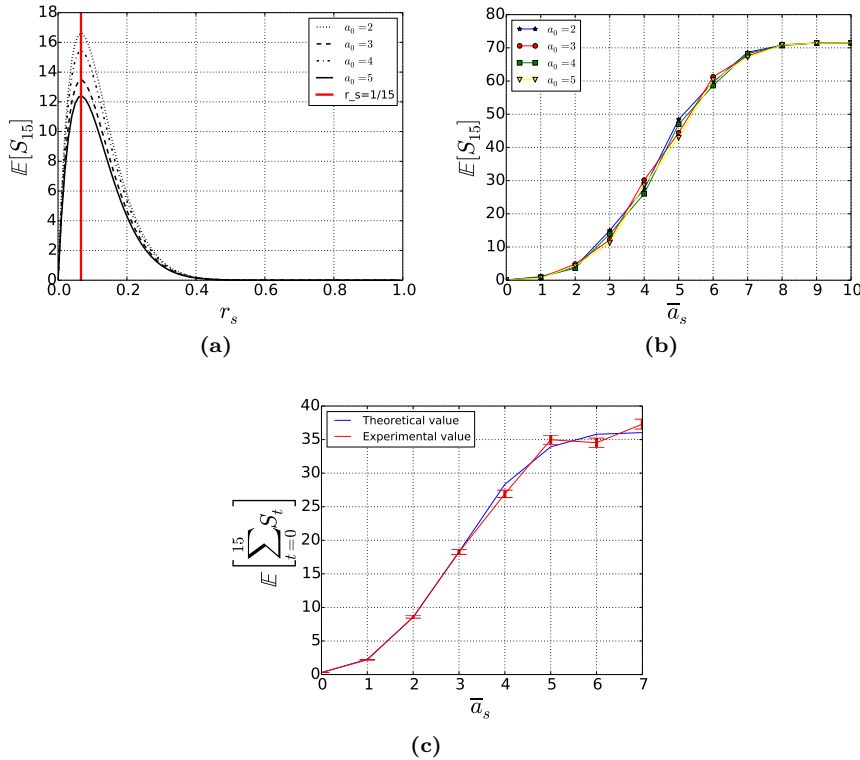 18
16
14
12
10
8
6
4
2
0
𝔼[S₁₅]
a₀ =2
a₀ =3
a₀ =4
a₀ =5
r_s=1/15
0.0 0.2 0.4 0.6 0.8 1.0
r_s
(a)
80
70
60
50
40
30
20
10
0
𝔼[S₁₅]
a₀ =2
a₀ =3
a₀ =4
a₀ =5
0 1 2 3 4 5 6 7 8 9 10
a̅ₛ
(b)
40
35
30
25
20
15
10
5
0
𝔼[∑_{t=0}^{15} S_t]
Theoretical value
Experimental value
0 1 2 3 4 5 6 7
a̅ₛ
(c)